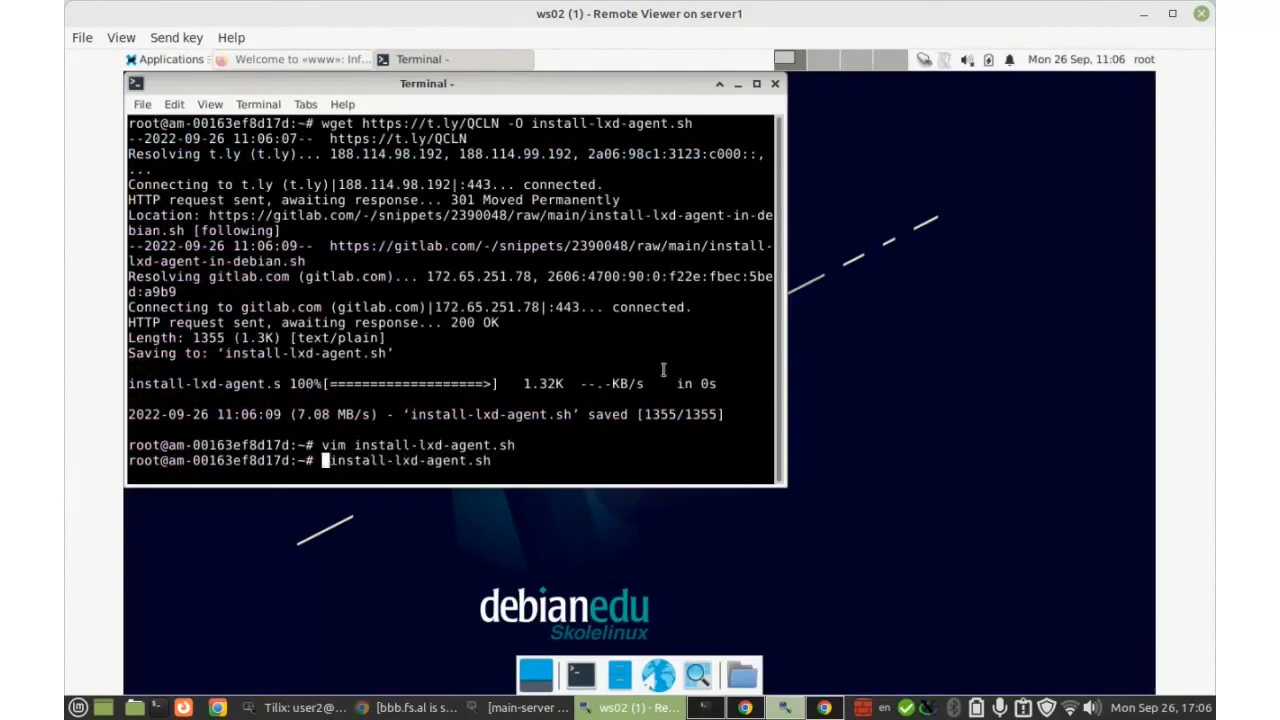 ws02 (1) - Remote Viewer on server1
File View Send key Help
Applications Welcome to «www»: Inf... Terminal - Mon 26 Sep, 11:06 root
Terminal -
File Edit View Terminal Tabs Help
root@am-00163ef8d17d:~# wget https://t.ly/QCLN -O install-lxd-agent.sh
--2022-09-26 11:06:07-- https://t.ly/QCLN
Resolving t.ly (t.ly)... 188.114.98.192, 188.114.99.192, 2a06:98c1:3123:c000::,
...
Connecting to t.ly (t.ly)|188.114.98.192|:443... connected.
HTTP request sent, awaiting response... 301 Moved Permanently
Location: https://gitlab.com/-/snippets/2390048/raw/main/install-lxd-agent-in-de
bian.sh [following]
--2022-09-26 11:06:09-- https://gitlab.com/-/snippets/2390048/raw/main/install-
lxd-agent-in-debian.sh
Resolving gitlab.com (gitlab.com)... 172.65.251.78, 2606:4700:90:0:f22e:fbec:5be
d:a9b9
Connecting to gitlab.com (gitlab.com)|172.65.251.78|:443... connected.
HTTP request sent, awaiting response... 200 OK
Length: 1355 (1.3K) [text/plain]
Saving to: ‘install-lxd-agent.sh’
install-lxd-agent.s 100%[===================>] 1.32K --.-KB/s in 0s
2022-09-26 11:06:09 (7.08 MB/s) - ‘install-lxd-agent.sh’ saved [1355/1355]
root@am-00163ef8d17d:~# vim install-lxd-agent.sh
root@am-00163ef8d17d:~# install-lxd-agent.sh
debianedu
Skolelinux
Tilix: user2@... [bbb.fs.al is s... [main-server ... ws02 (1) - Re... en Mon Sep 26, 17:06